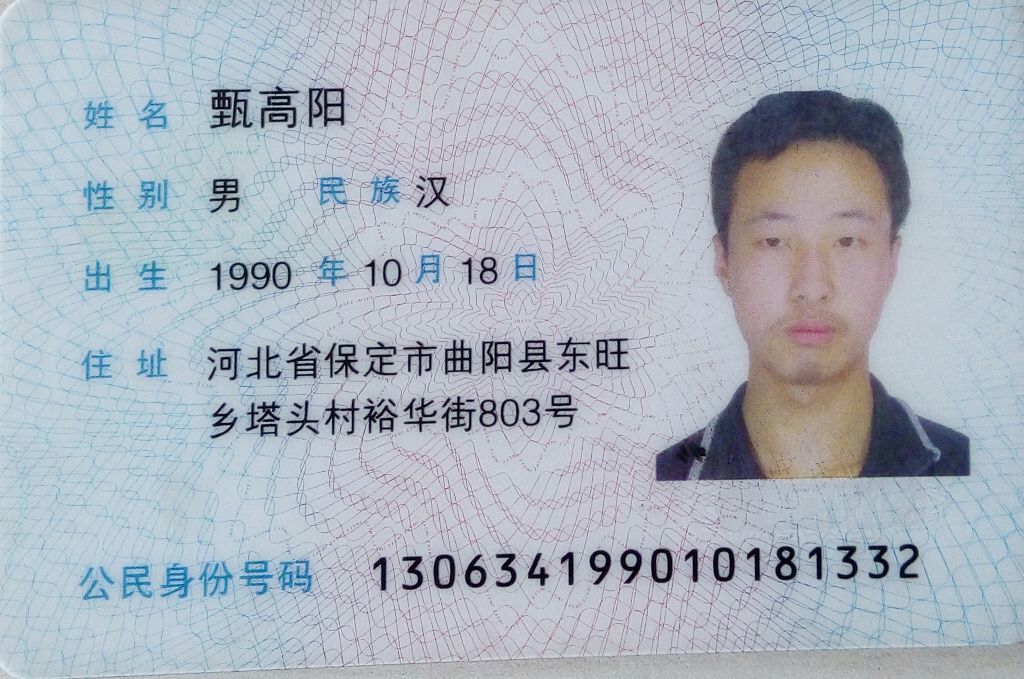 姓名 甄高阳
性别 男 民族 汉
出生 1990 年 10 月 18 日
住址 河北省保定市曲阳县东旺
乡塔头村裕华街803号
公民身份号码 130634199010181332